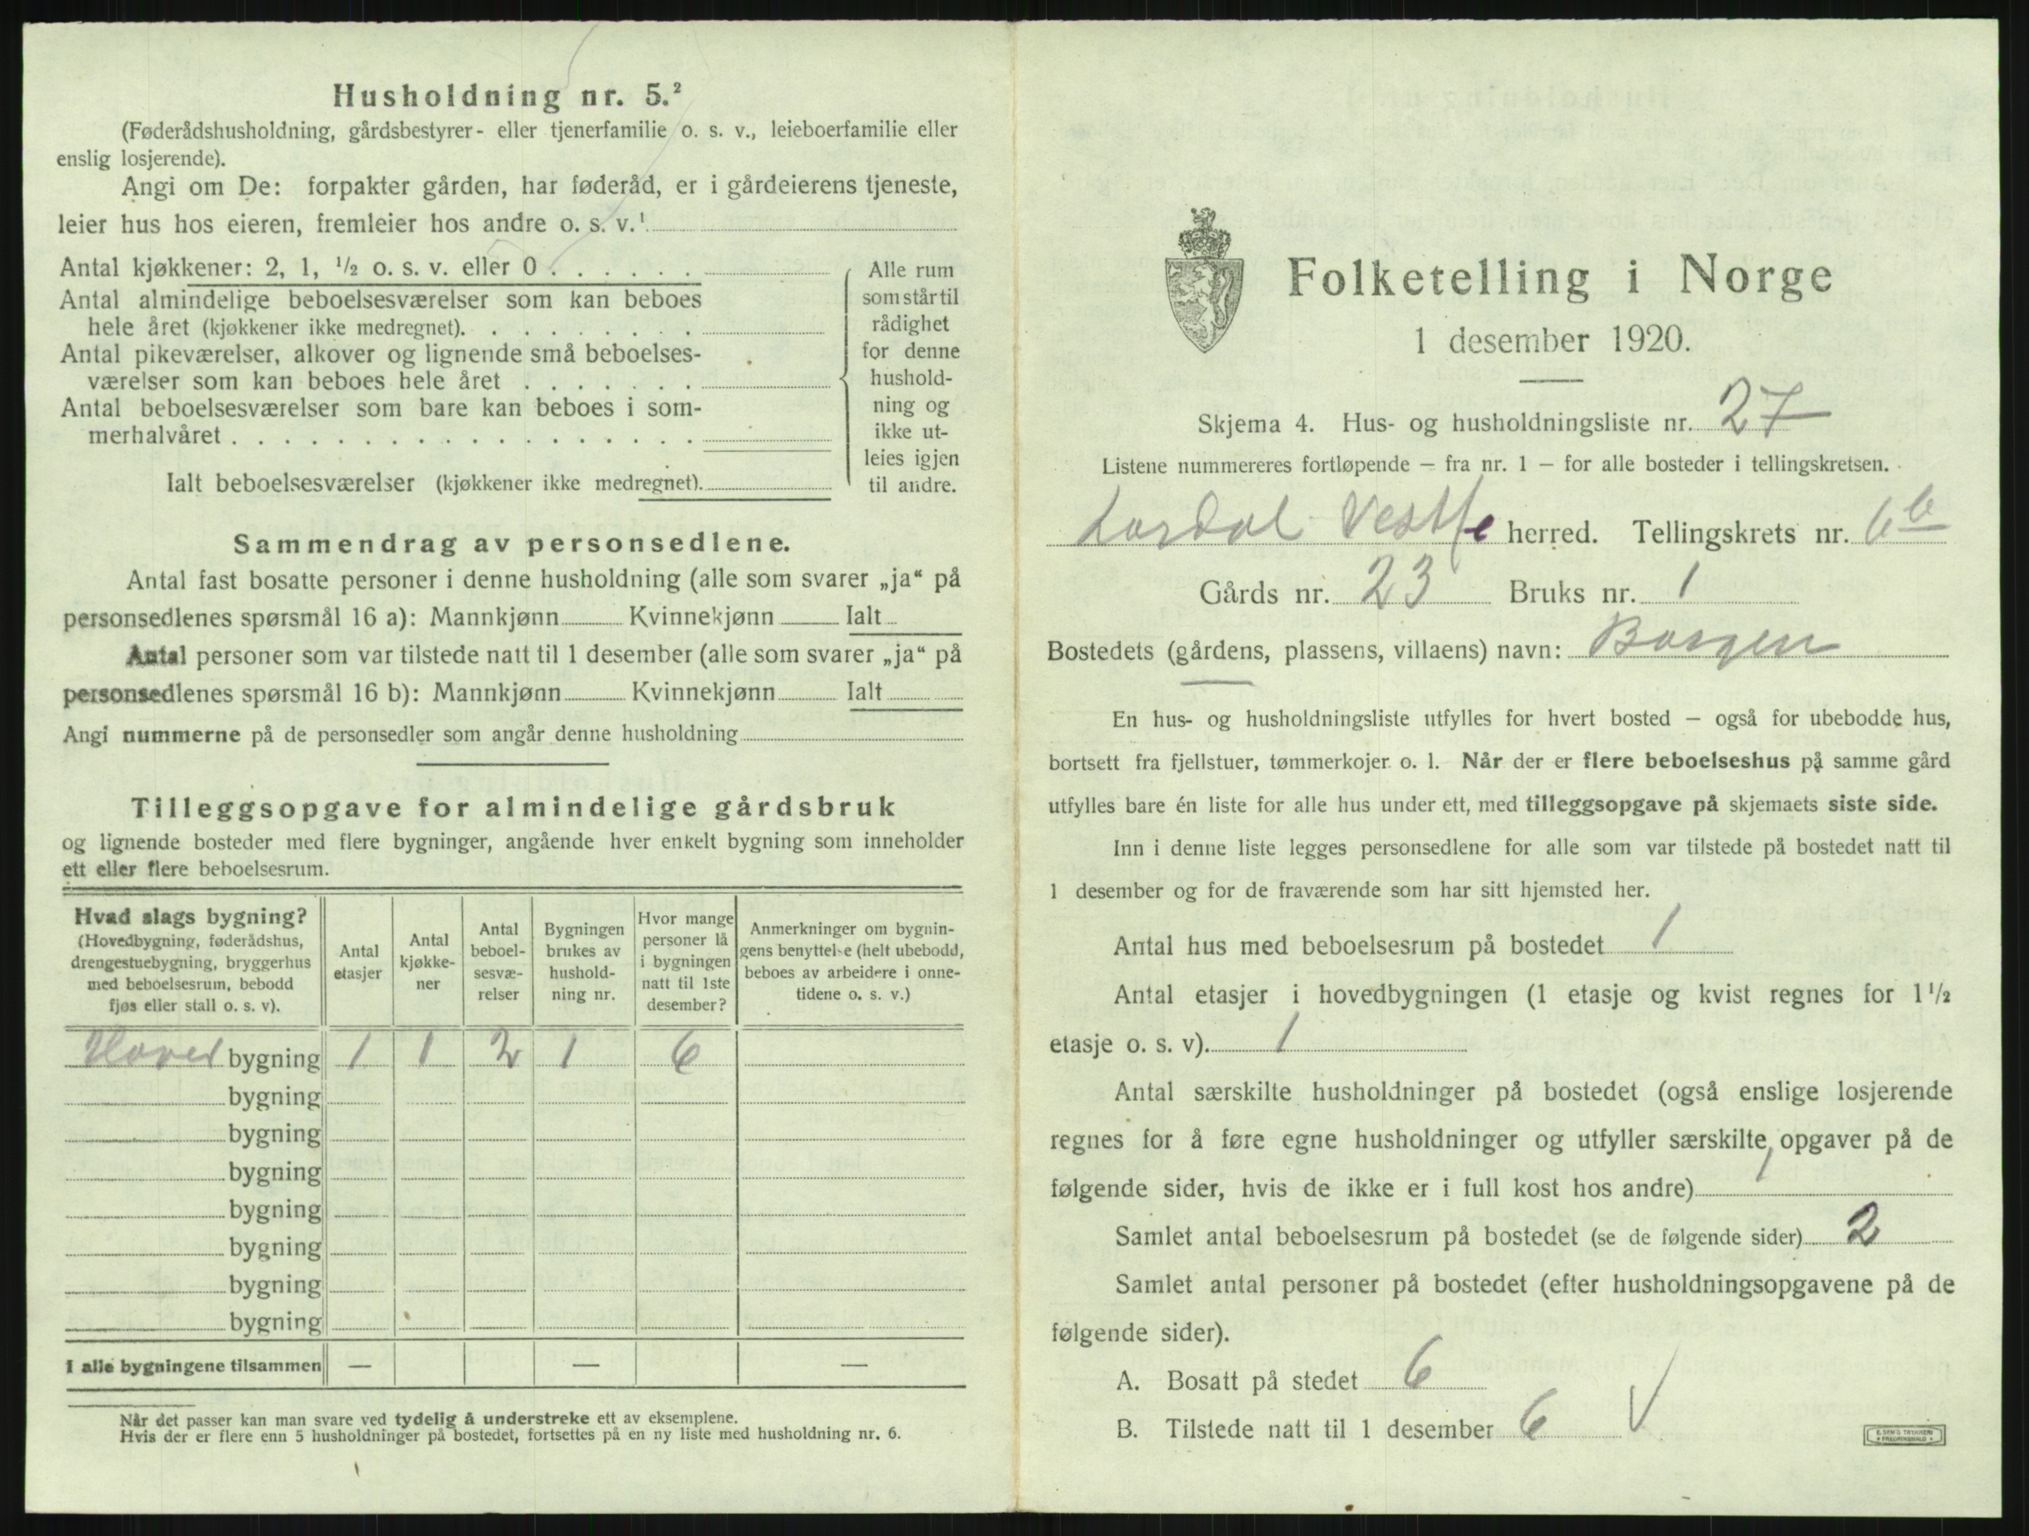 Husholdning nr. 5.²
(Føderådshusholdning, gårdsbestyrer- eller tjenerfamilie o. s. v., leieboerfamilie eller
enslig losjerende).
Angi om De: forpakter gården, har føderåd, er i gårdeierens tjeneste,
leier hus hos eieren, fremleier hos andre o. s. v.¹
Antal kjøkkener: 2, 1, ½ o. s. v. eller 0 . . . . . .
Antal almindelige beboelsesværelser som kan beboes
hele året (kjøkkener ikke medregnet). . . . . . . . .
Antal pikeværelser, alkover og lignende små beboelses-
værelser som kan beboes hele året . . . . . . .
Antal beboelsesværelser som bare kan beboes i som-
merhalvåret . . . . . . . . . . . . . . . . . .
Ialt beboelsesværelser (kjøkkener ikke medregnet).
Alle rum
som står til
rådighet
for denne
hushold-
ning og
ikke ut-
leies igjen
til andre.
Sammendrag av personsedlene.
Antal fast bosatte personer i denne husholdning (alle som svarer „ja“ på
personsedlenes spørsmål 16 a): Mannkjønn Kvinnekjønn Ialt
Antal personer som var tilstede natt til 1 desember (alle som svarer „ja“ på
personsedlenes spørsmål 16 b): Mannkjønn Kvinnekjønn Ialt
Angi nummerne på de personsedler som angår denne husholdning
Tilleggsopgave for almindelige gårdsbruk
og lignende bosteder med flere bygninger, angående hver enkelt bygning som inneholder
ett eller flere beboelsesrum.
Hvad slags bygning?
(Hovedbygning, føderådshus,
drengestuebygning, bryggerhus
med beboelsesrum, bebodd
fjøs eller stall o. s. v).
Antal
etasjer
Antal
kjøkke-
ner
Antal
beboel-
sesvæ-
relser
Bygningen
brukes av
hushold-
ning nr.
Hvor mange
personer lå
i bygningen
natt til 1ste
desember?
Anmerkninger om bygnin-
gens benyttelse (helt ubebodd,
beboes av arbeidere i onne-
tidene o. s. v.)
Hoved bygning 1 1 2 1 6
bygning
bygning
bygning
bygning
bygning
bygning
bygning
I alle bygningene tilsammen — — —
Når det passer kan man svare ved tydelig å understreke ett av eksemplene.
Hvis der er flere enn 5 husholdninger på bostedet, fortsettes på en ny liste med husholdning nr. 6.
Folketelling i Norge
1 desember 1920.
Skjema 4. Hus- og husholdningsliste nr. 27
Listene nummereres fortløpende – fra nr. 1 – for alle bosteder i tellingskretsen.
herred. Tellingskrets nr. 6b
Gårds nr. 23 Bruks nr. 1
Bostedets (gårdens, plassens, villaens) navn: Borgen
En hus- og husholdningsliste utfylles for hvert bosted – også for ubebodde hus,
bortsett fra fjellstuer, tømmerkojer o. l. Når der er flere beboelseshus på samme gård
utfylles bare én liste for alle hus under ett, med tilleggsopgave på skjemaets siste side.
Inn i denne liste legges personsedlene for alle som var tilstede på bostedet natt til
1 desember og for de fraværende som har sitt hjemsted her.
Antal hus med beboelsesrum på bostedet 1
Antal etasjer i hovedbygningen (1 etasje og kvist regnes for 1½
etasje o. s. v). 1
Antal særskilte husholdninger på bostedet (også enslige losjerende
regnes for å føre egne husholdninger og utfyller særskilte opgaver på de
følgende sider, hvis de ikke er i full kost hos andre) 1
Samlet antal beboelsesrum på bostedet (se de følgende sider) 2
Samlet antal personer på bostedet (efter husholdningsopgavene på de
følgende sider).
A. Bosatt på stedet 6
B. Tilstede natt til 1 desember 6